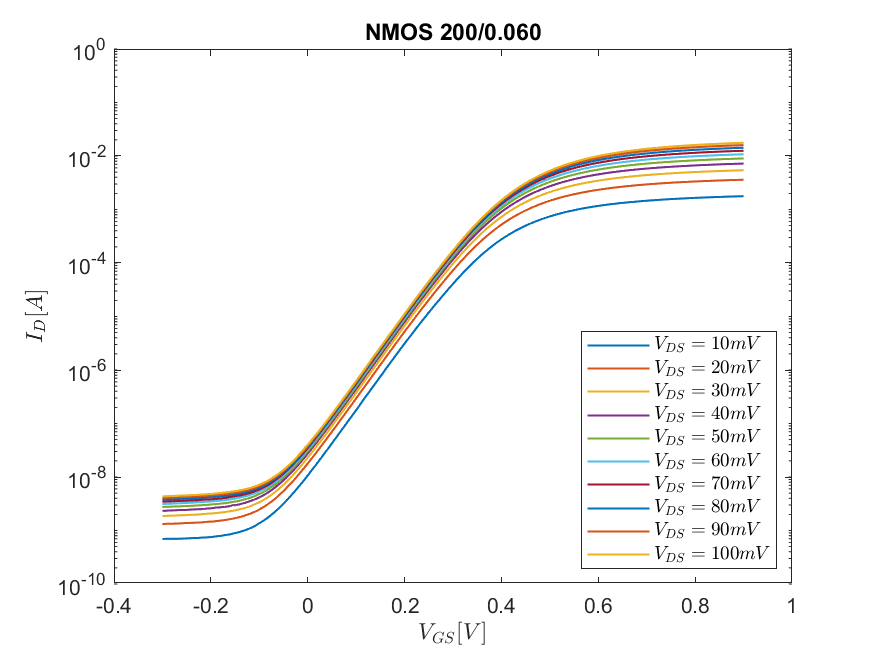 NMOS 200/0.060
10^0
10^-2
10^-4
10^-6
10^-8
10^-10
I_D[A]
V_DS = 10mV
V_DS = 20mV
V_DS = 30mV
V_DS = 40mV
V_DS = 50mV
V_DS = 60mV
V_DS = 70mV
V_DS = 80mV
V_DS = 90mV
V_DS = 100mV
-0.4 -0.2 0 0.2 0.4 0.6 0.8 1
V_GS[V]